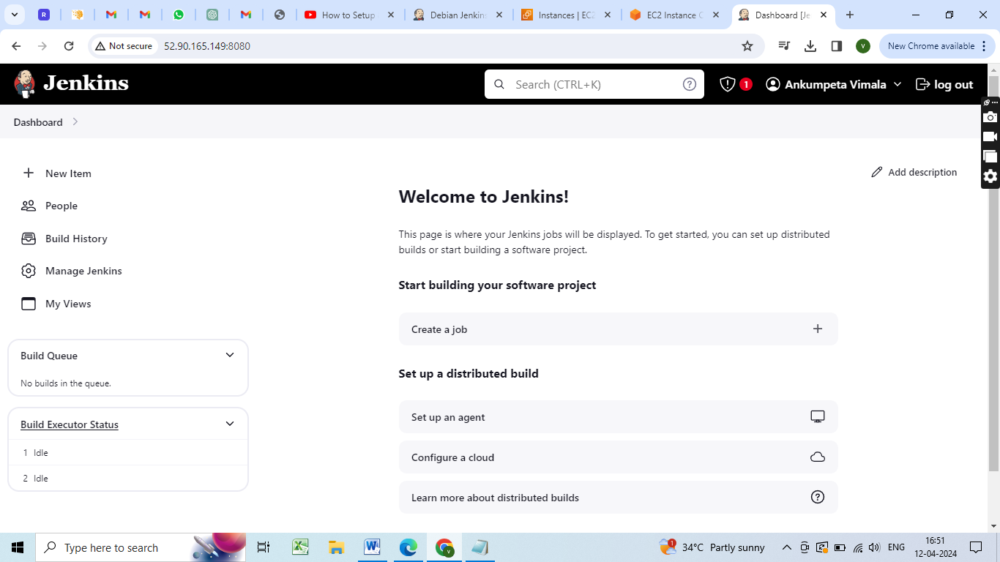 R
How to Setup
Debian Jenkins
Instances | EC2
EC2 Instance C
Dashboard [Je
Not secure
52.90.165.149:8080
V
New Chrome available
Jenkins
Search (CTRL+K)
1
Ankumpeta Vimala
log out
Dashboard
New Item
People
Build History
Manage Jenkins
My Views
Build Queue
No builds in the queue.
Build Executor Status
1 Idle
2 Idle
Add description
Welcome to Jenkins!
This page is where your Jenkins jobs will be displayed. To get started, you can set up distributed
builds or start building a software project.
Start building your software project
Create a job
Set up a distributed build
Set up an agent
Configure a cloud
Learn more about distributed builds
Type here to search
1
34°C Partly sunny
ENG
16:51
12-04-2024